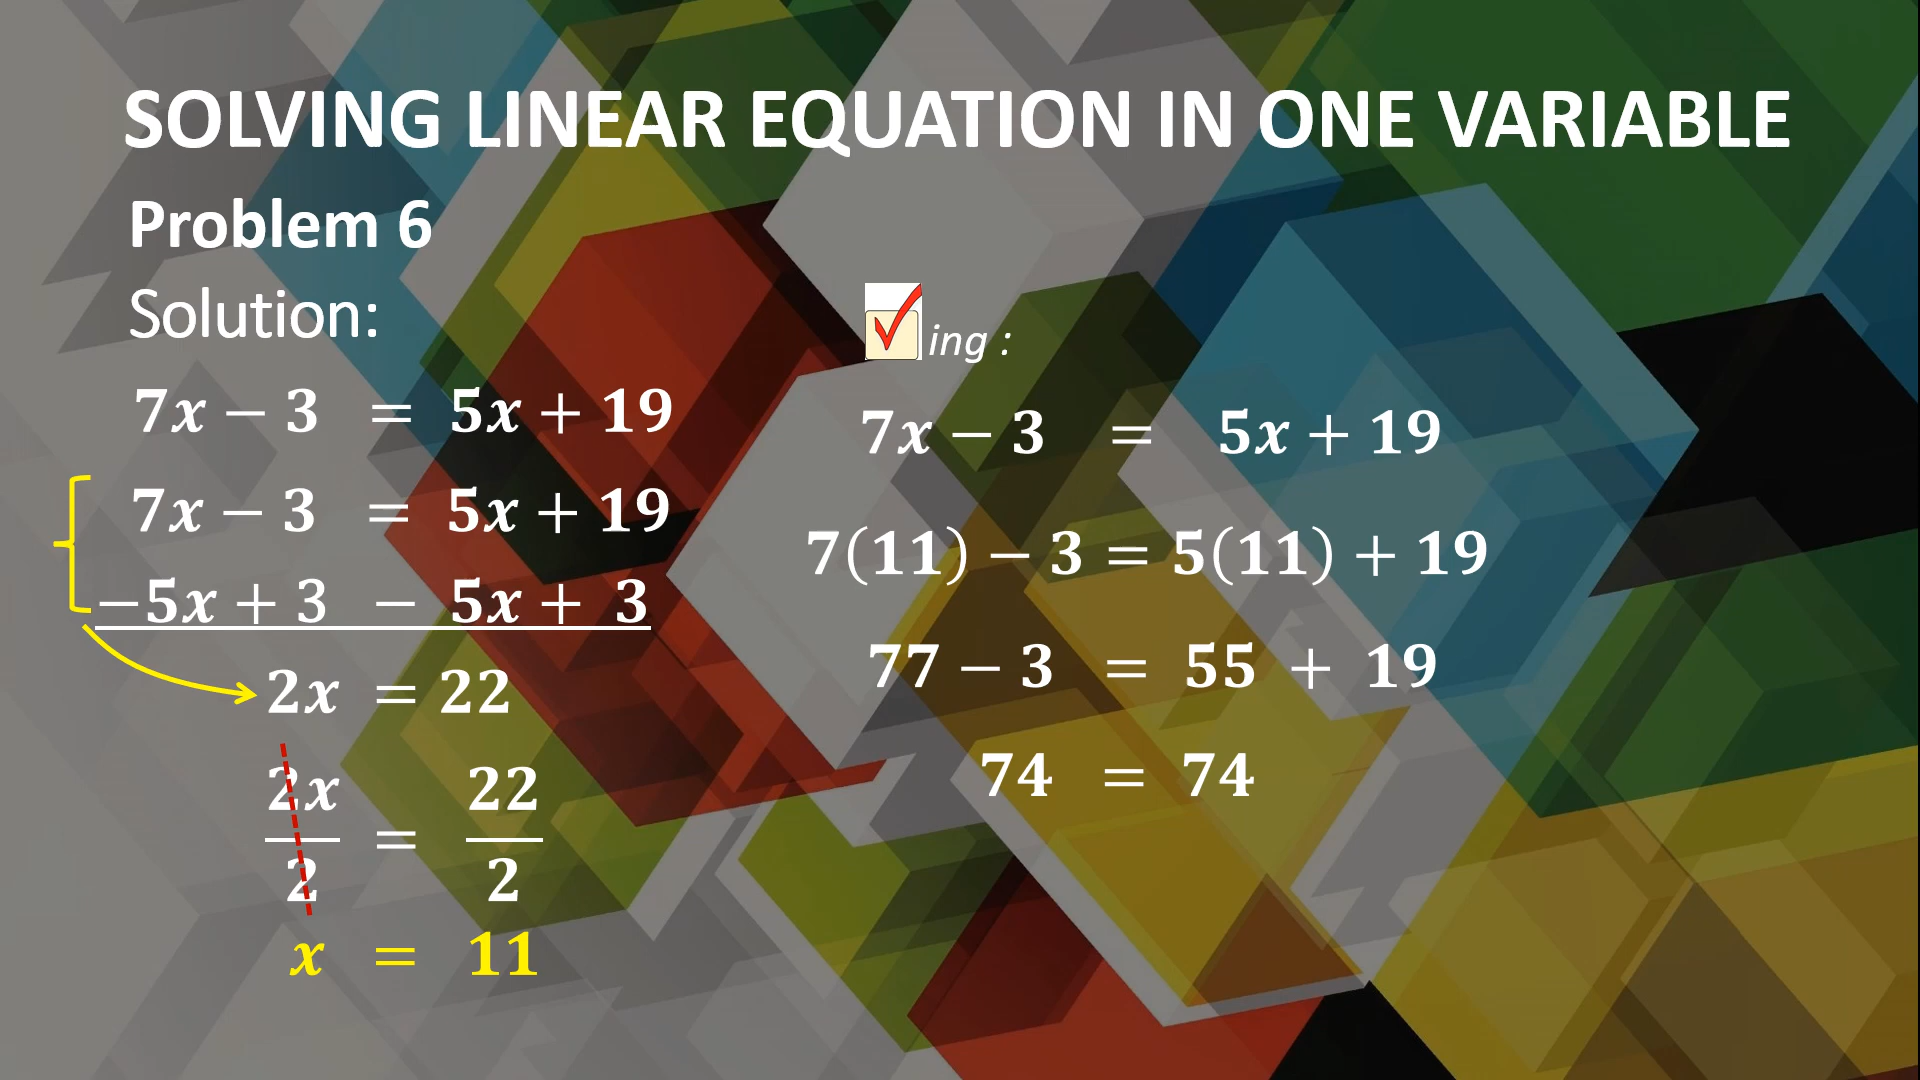 SOLVING LINEAR EQUATION IN ONE VARIABLE
Problem 6
Solution:
7x − 3 = 5x + 19
7x − 3 = 5x + 19
−5x + 3 − 5x + 3
2x = 22
2x/2 = 22/2
x = 11
ing :
7x − 3 = 5x + 19
7(11) − 3 = 5(11) + 19
77 − 3 = 55 + 19
74 = 74